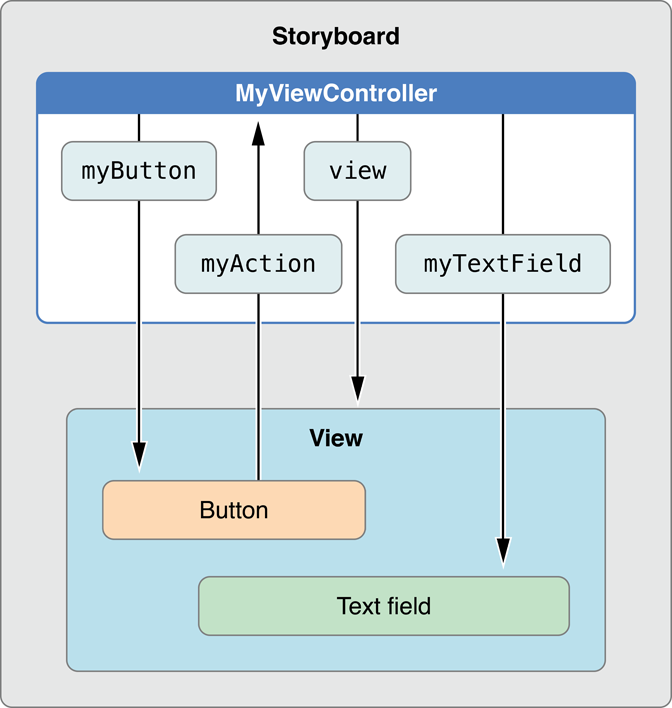 Storyboard
MyViewController
myButton
view
myAction
myTextField
View
Button
Text field